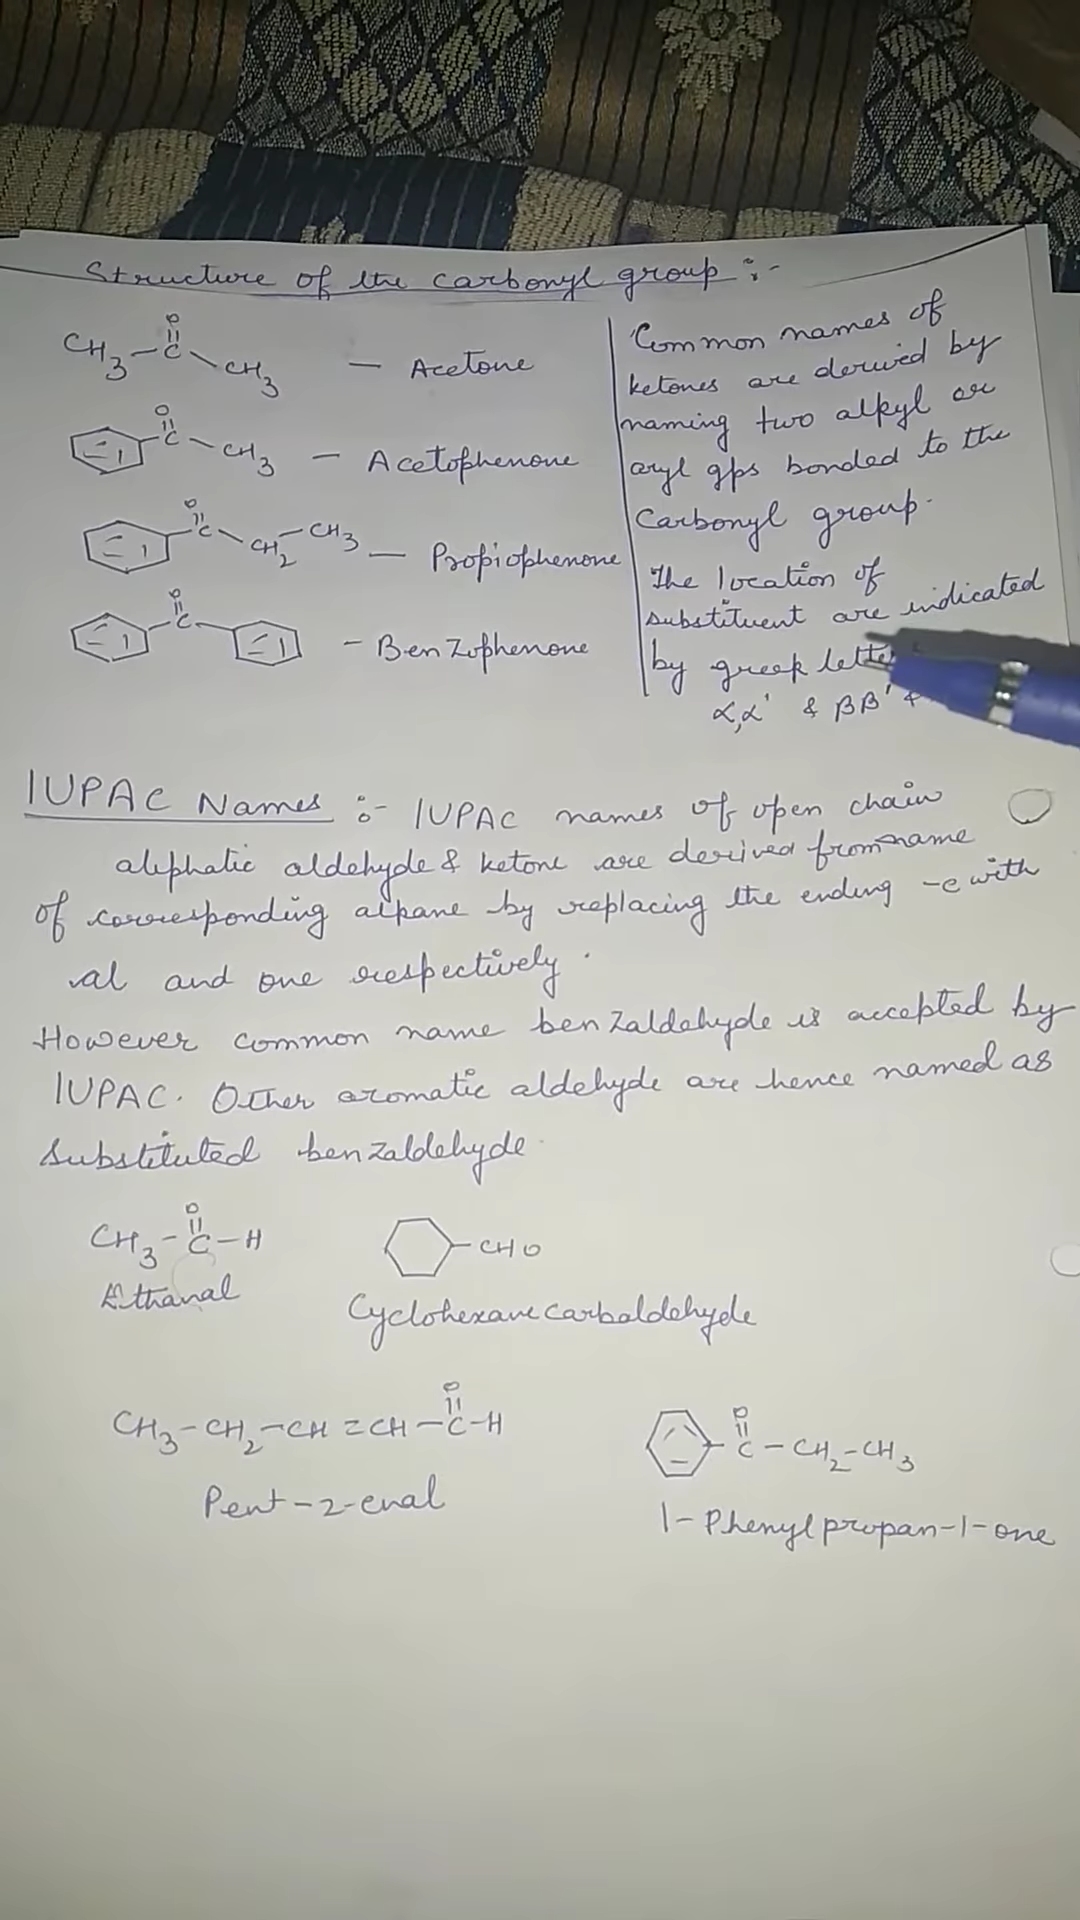 Structure of the carbonyl group :-
O
CH3-C-CH3 — Acetone
O
C-CH3 — Acetophenone
O
C-CH2-CH3 — Propiophenone
O
C — Benzophenone
Common names of
ketones are derived by
naming two alkyl or
aryl gps bonded to the
Carbonyl group.
The location of
substituent are indicated
by greek
α,α' & ββ' &
IUPAC Names :- IUPAC names of open chain
aliphatic aldehyde & ketone are derived from name
of corresponding alkane by replacing the ending -e with
al and one respectively.
However common name benzaldehyde is accepted by
IUPAC. Other aromatic aldehyde are hence named as
substituted benzaldehyde.
O
CH3-C-H
Ethanal
CHO
Cyclohexane carbaldehyde
O
CH3-CH2-CH=CH-C-H
Pent-2-enal
O
C-CH2-CH3
1-Phenylpropan-1-one